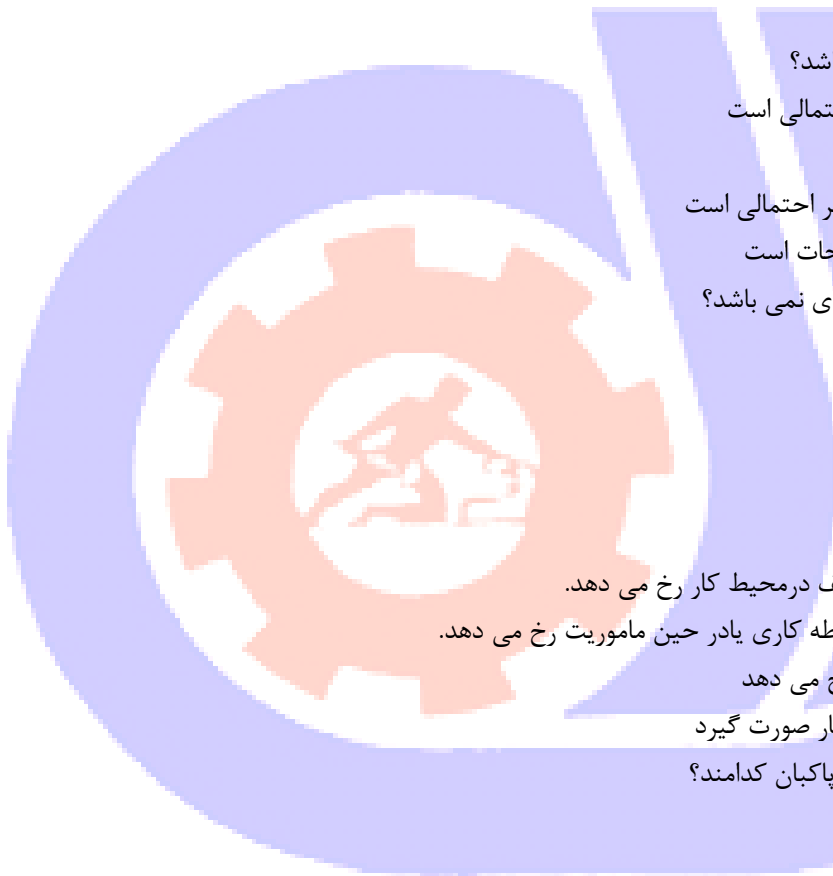 شد؟
تمالی است
ر احتمالی است
حات است
ی نمی باشد؟
ف درمحیط کار رخ می دهد.
طه کاری یادر حین ماموریت رخ می دهد.
خ می دهد
ار صورت گیرد
پاکبان کدامند؟